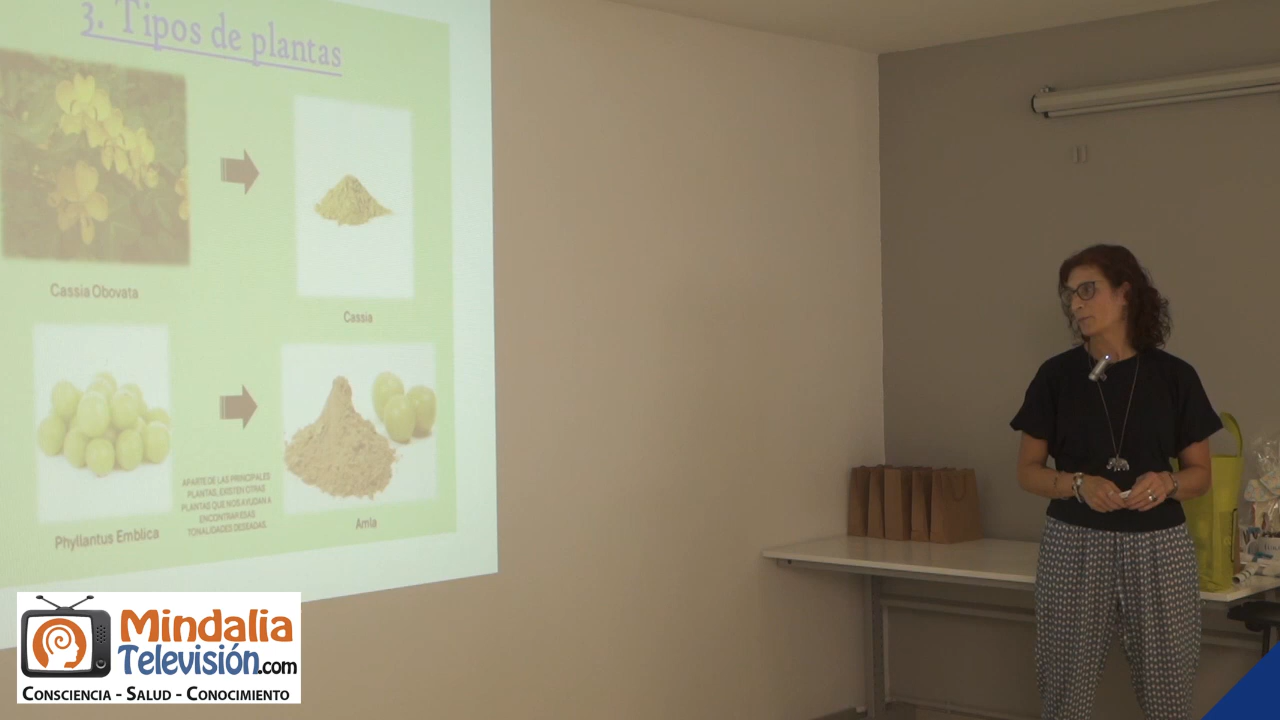 3. Tipos de plantas
Cassia Obovata
Cassia
APARTE DE LAS PRINCIPALES
PLANTAS, EXISTEN OTRAS
PLANTAS QUE NOS AYUDAN A
ENCONTRAR ESAS
TONALIDADES DESEADAS.
Phyllantus Emblica
Amla
Mindalia
Televisión.com
CONSCIENCIA - SALUD - CONOCIMIENTO